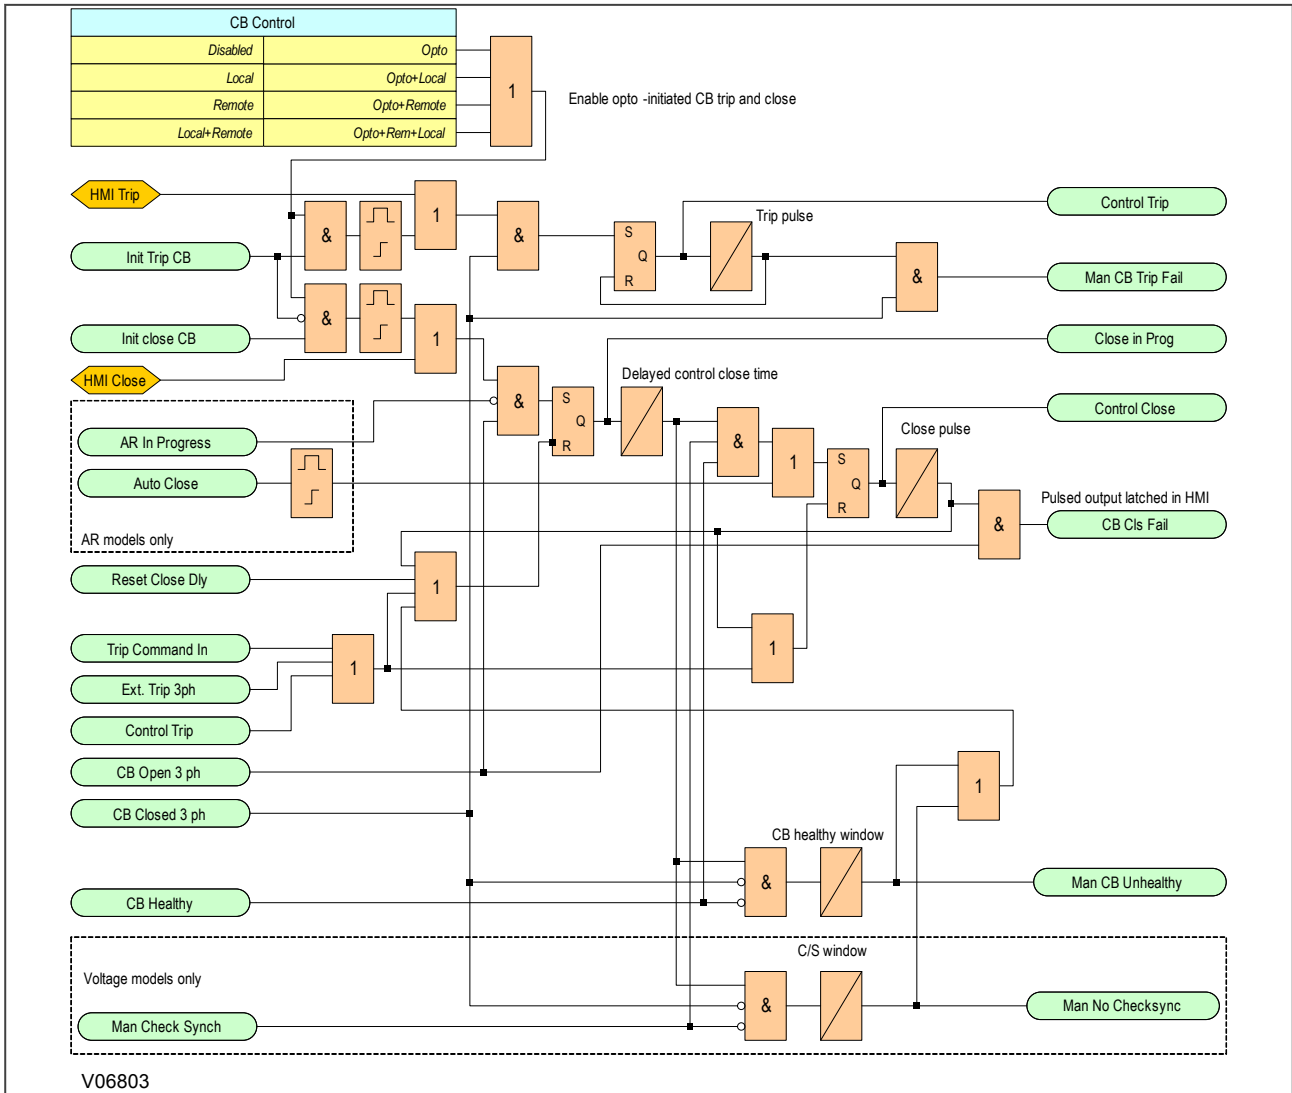 CB Control
Disabled Opto
Local Opto+Local
Remote Opto+Remote
Local+Remote Opto+Rem+Local
1
Enable opto -initiated CB trip and close
HMI Trip
1
Control Trip
&
&
Trip pulse
S
Q
R
Init Trip CB
&
Man CB Trip Fail
&
Init close CB
1
Close in Prog
HMI Close
Delayed control close time
&
S
Q
R
Control Close
AR In Progress
&
Close pulse
1
S
Q
R
Auto Close
Pulsed output latched in HMI
&
CB Cls Fail
AR models only
Reset Close Dly
1
Trip Command In
1
1
Ext. Trip 3ph
Control Trip
CB Open 3 ph
1
CB Closed 3 ph
CB healthy window
&
Man CB Unhealthy
CB Healthy
C/S window
Voltage models only
&
Man No Checksync
Man Check Synch
V06803